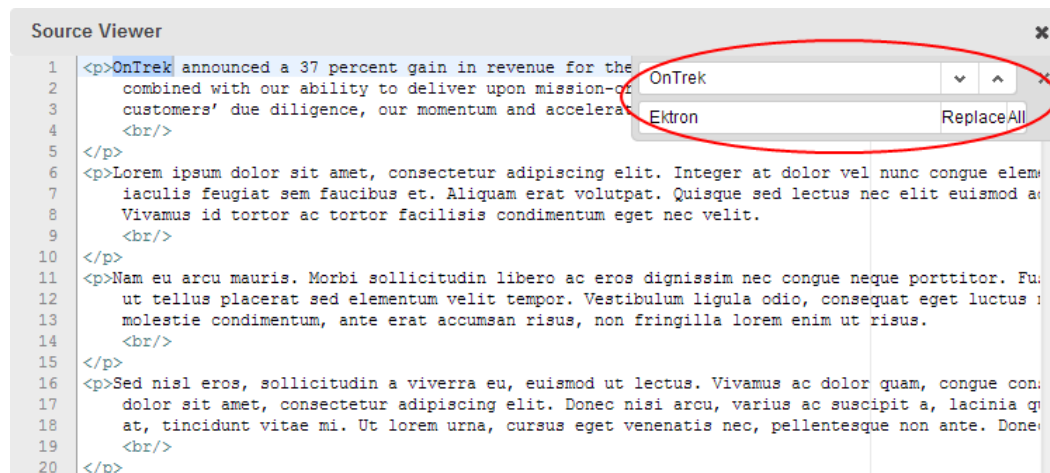 Source Viewer
1 <p>OnTrek announced a 37 percent gain in revenue for the
OnTrek
2 combined with our ability to deliver upon
3 customers’ due diligence, our momentum and
Ektron Replace All
4 <br/>
5 </p>
6 <p>Lorem ipsum dolor sit amet, consectetur adipiscing elit. Integer at dolor vel nunc congue
7 iaculis feugiat sem faucibus et. Aliquam erat volutpat. Quisque sed lectus nec elit euismod
8 Vivamus id tortor ac tortor facilisis condimentum eget nec velit.
9 <br/>
10 </p>
11 <p>Nam eu arcu mauris. Morbi sollicitudin libero ac eros dignissim nec congue neque porttitor.
12 ut tellus placerat sed elementum velit tempor. Vestibulum ligula odio, consequat eget luctus
13 molestie condimentum, ante erat accumsan risus, non fringilla lorem enim ut risus.
14 <br/>
15 </p>
16 <p>Sed nisl eros, sollicitudin a viverra eu, euismod ut lectus. Vivamus ac dolor quam, congue
17 dolor sit amet, consectetur adipiscing elit. Donec nisi arcu, varius ac suscipit a, lacinia
18 at, tincidunt vitae mi. Ut lorem urna, cursus eget venenatis nec, pellentesque non ante.
19 <br/>
20 </p>